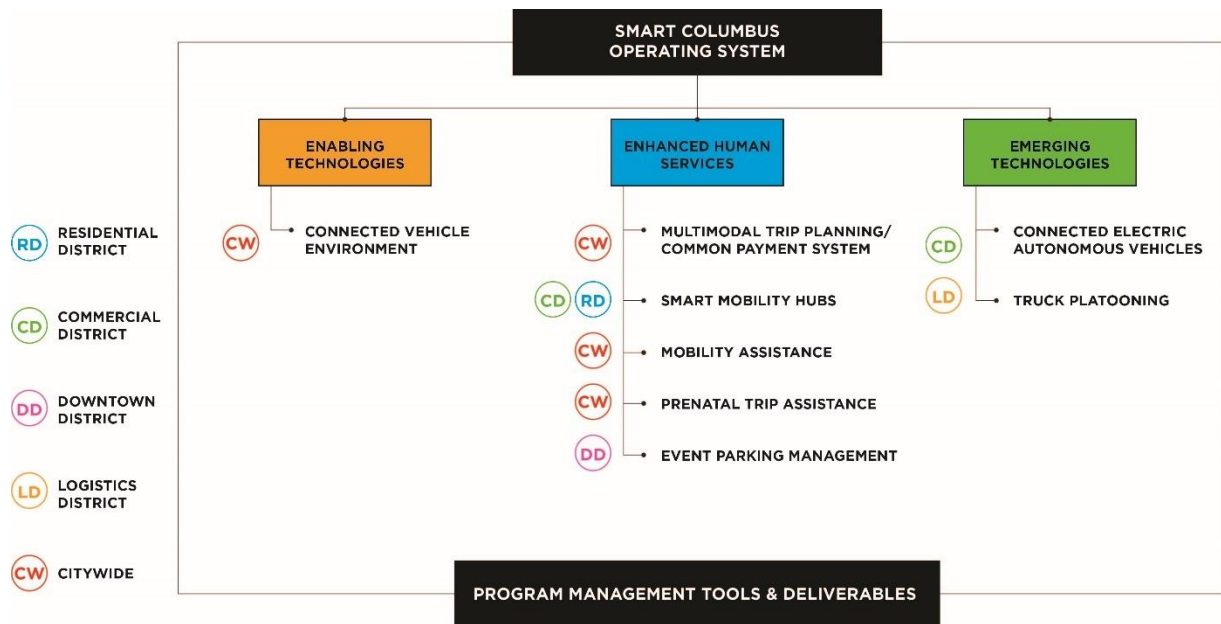 SMART COLUMBUS
OPERATING SYSTEM
ENABLING
TECHNOLOGIES
ENHANCED HUMAN
SERVICES
EMERGING
TECHNOLOGIES
RD
RESIDENTIAL
DISTRICT
CD
COMMERCIAL
DISTRICT
DD
DOWNTOWN
DISTRICT
LD
LOGISTICS
DISTRICT
CW
CITYWIDE
CW
CONNECTED VEHICLE
ENVIRONMENT
CW
MULTIMODAL TRIP PLANNING/
COMMON PAYMENT SYSTEM
CD RD
SMART MOBILITY HUBS
CW
MOBILITY ASSISTANCE
CW
PRENATAL TRIP ASSISTANCE
DD
EVENT PARKING MANAGEMENT
CD
CONNECTED ELECTRIC
AUTONOMOUS VEHICLES
LD
TRUCK PLATOONING
PROGRAM MANAGEMENT TOOLS & DELIVERABLES